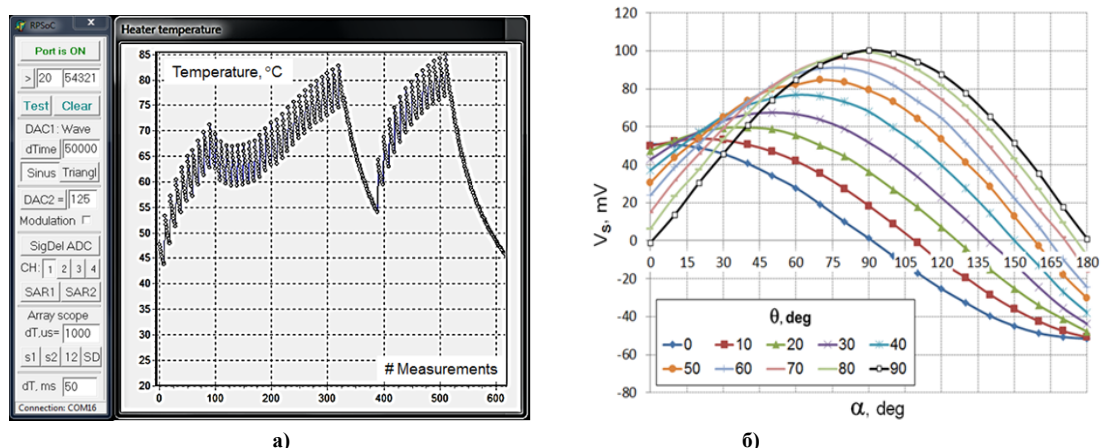 RPSoC
X
Port is ON
> 20 54321
Test Clear
DAC1: Wave
dTime 50000
Sinus Triangl
DAC2 = 125
Modulation
SigDel ADC
CH: 1 2 3 4
SAR1 SAR2
Array scope
dT,us= 1000
s1 s2 12 SD
dT, ms 50
Connection: COM16
Heater temperature
Temperature, °C
85
80
75
70
65
60
55
50
45
40
35
30
25
20
# Measurements
0 100 200 300 400 500 600
а)
120
100
80
60
40
20
0
-20
-40
-60
-80
Vs, mV
0 15 30 45 60 75 90 105 120 135 150 165 180
θ, deg
0 10 20 30 40
50 60 70 80 90
α, deg
б)